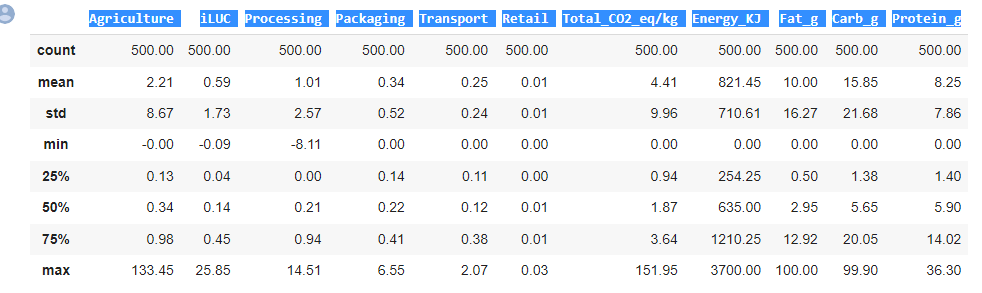 Agriculture iLUC Processing Packaging Transport Retail Total_CO2_eq/kg Energy_KJ Fat_g Carb_g Protein_g
count 500.00 500.00 500.00 500.00 500.00 500.00 500.00 500.00 500.00 500.00 500.00
mean 2.21 0.59 1.01 0.34 0.25 0.01 4.41 821.45 10.00 15.85 8.25
std 8.67 1.73 2.57 0.52 0.24 0.01 9.96 710.61 16.27 21.68 7.86
min -0.00 -0.09 -8.11 0.00 0.00 0.00 0.00 0.00 0.00 0.00 0.00
25% 0.13 0.04 0.00 0.14 0.11 0.00 0.94 254.25 0.50 1.38 1.40
50% 0.34 0.14 0.21 0.22 0.12 0.01 1.87 635.00 2.95 5.65 5.90
75% 0.98 0.45 0.94 0.41 0.38 0.01 3.64 1210.25 12.92 20.05 14.02
max 133.45 25.85 14.51 6.55 2.07 0.03 151.95 3700.00 100.00 99.90 36.30